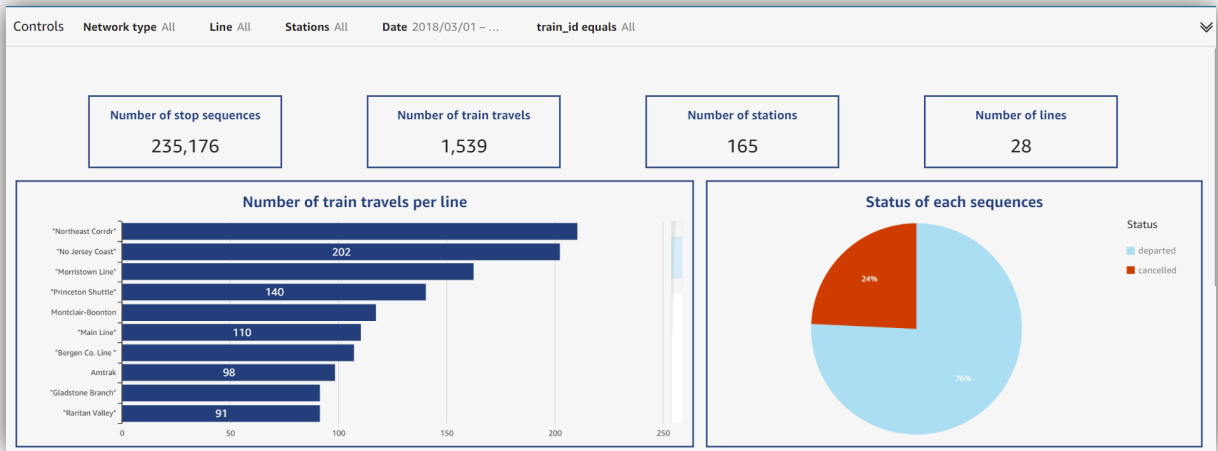 Controls Network type All Line All Stations All Date 2018/03/01 – ... train_id equals All
Number of stop sequences
235,176
Number of train travels
1,539
Number of stations
165
Number of lines
28
Number of train travels per line
"Northeast Corrdr"
"No Jersey Coast" 202
"Morristown Line"
"Princeton Shuttle" 140
Montclair-Boonton
"Main Line" 110
"Bergen Co. Line "
Amtrak 98
"Gladstone Branch"
"Raritan Valley" 91
0 50 100 150 200 250
Status of each sequences
Status
departed
cancelled
24%
76%